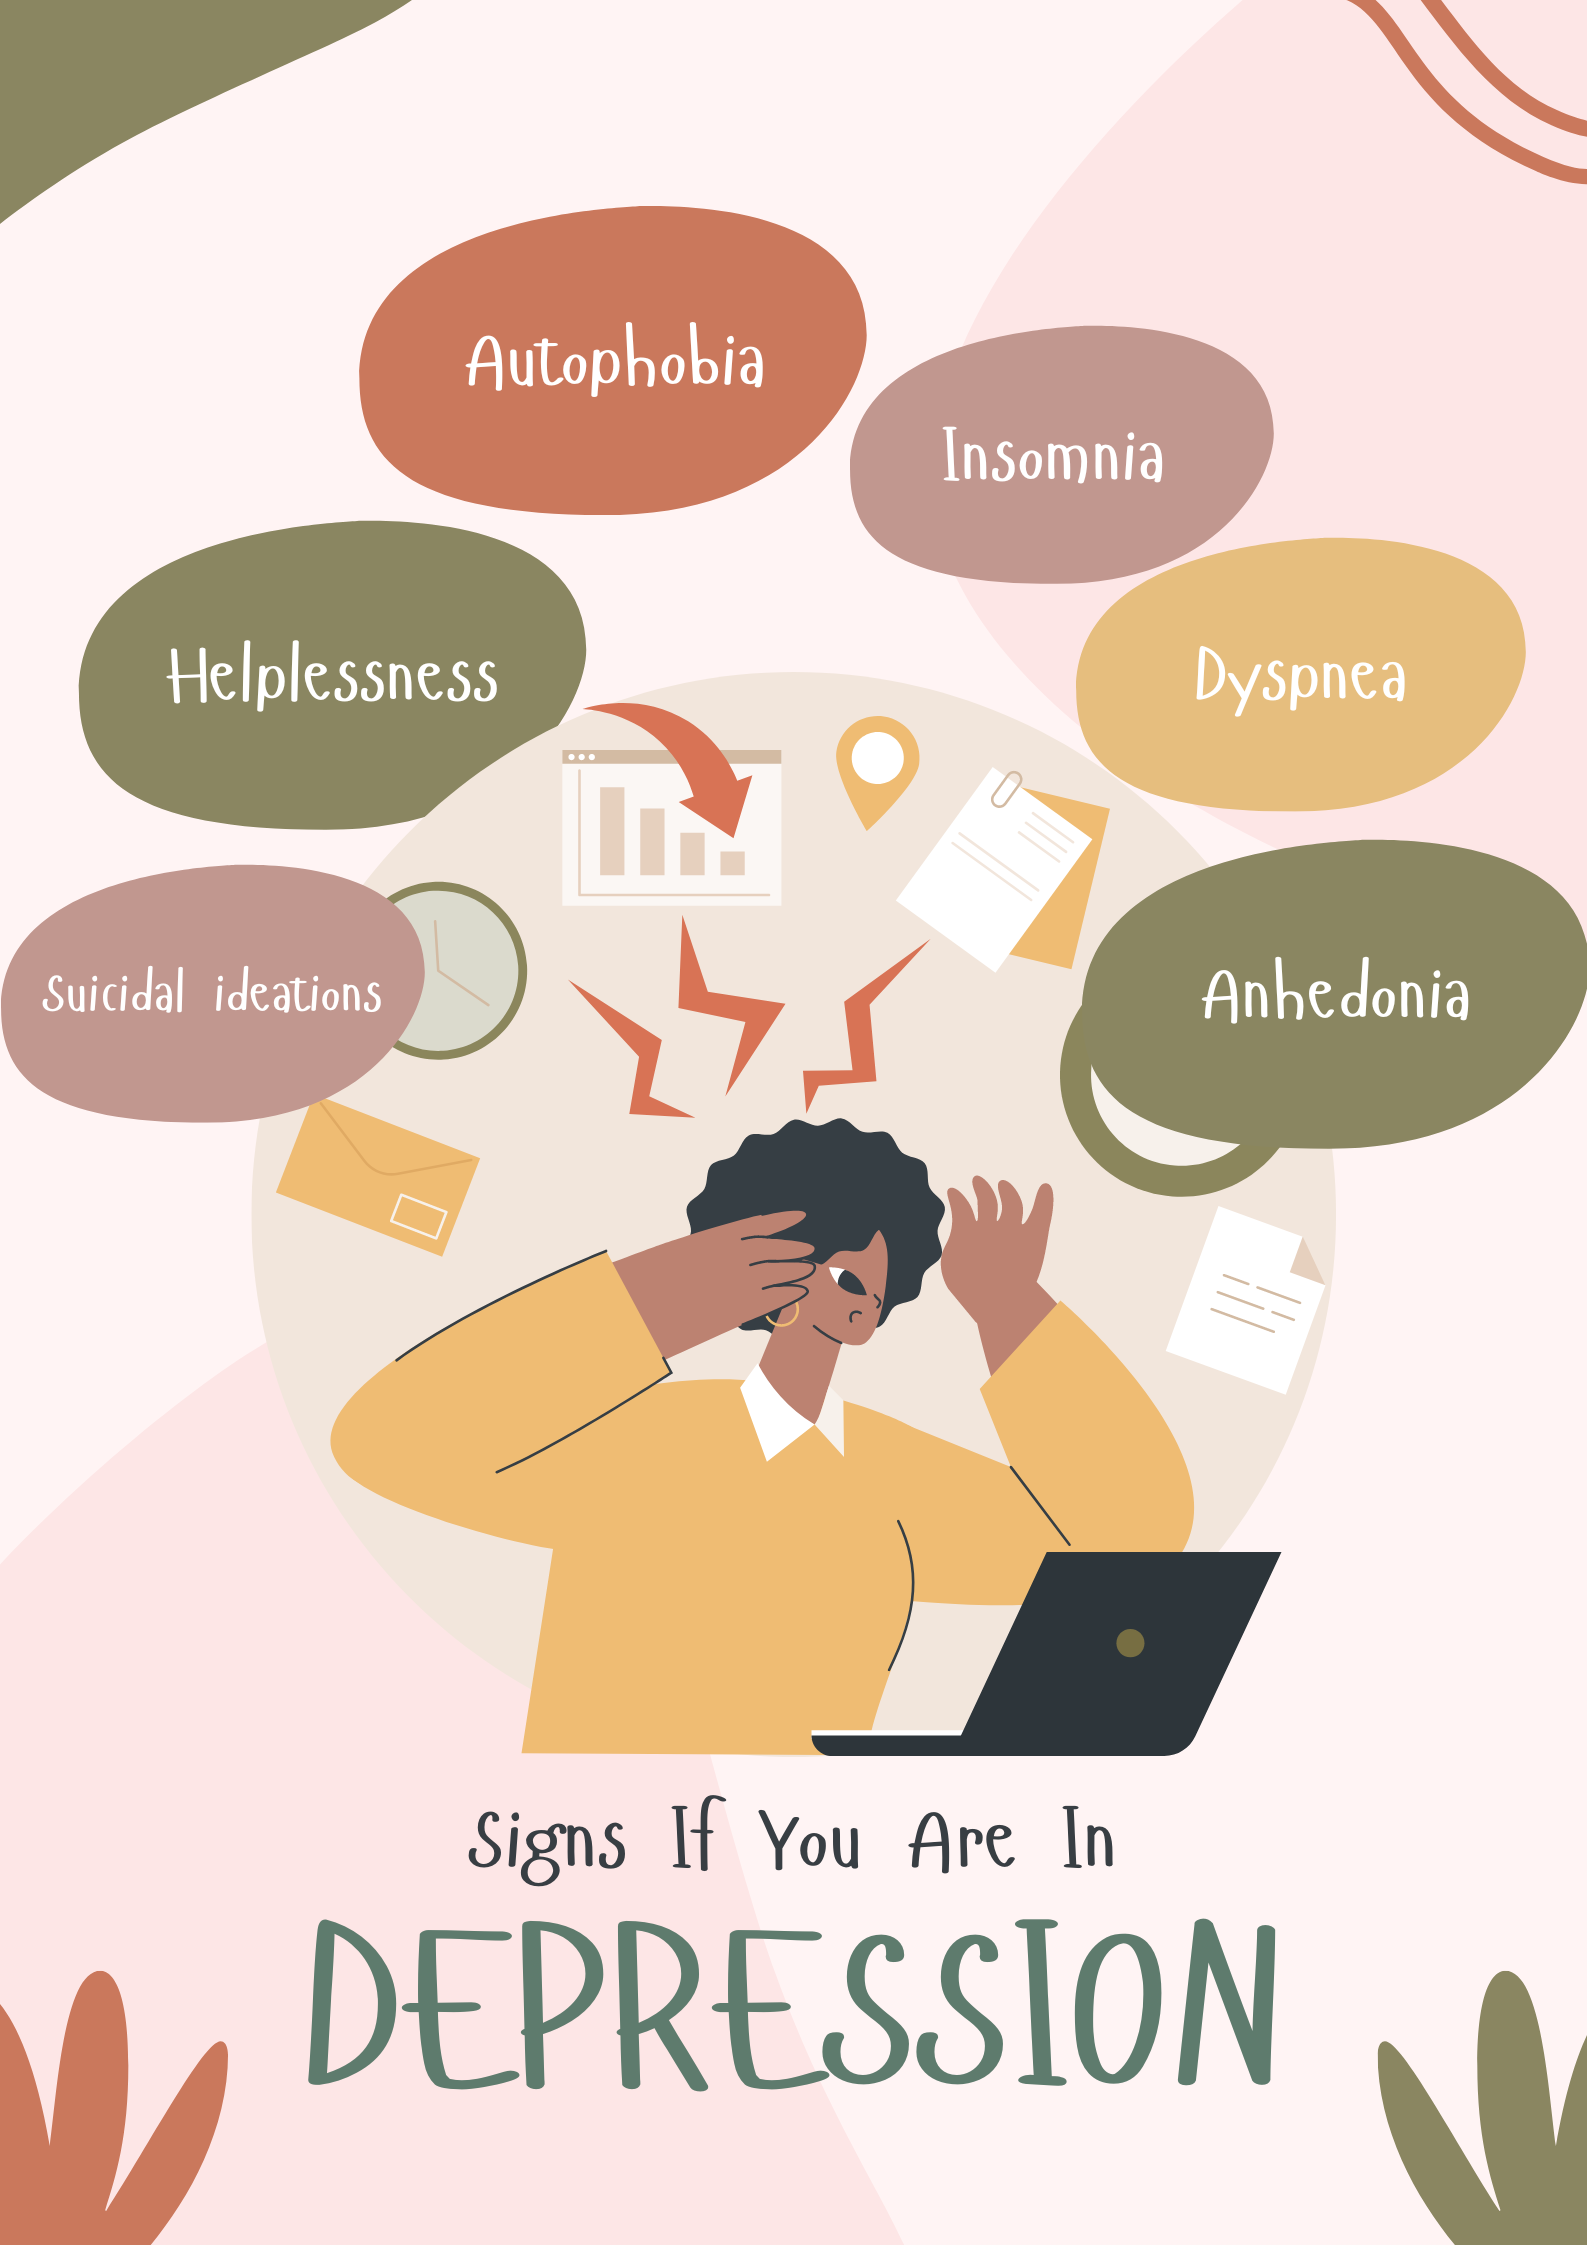 Autophobia
Insomnia
Helplessness
Dyspnea
Suicidal ideations
Anhedonia
Signs If You Are In
DEPRESSION